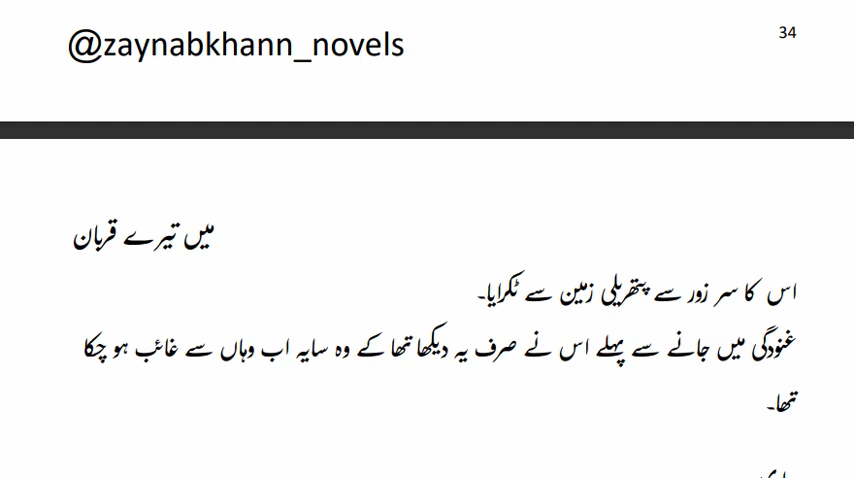 @zaynabkhann_novels
34
میں تیرے قربان
اس کا سر زور سے پتھریلی زمین سے ٹکرایا۔
غنودگی میں جانے سے پہلے اس نے صرف یہ دیکھا تھا کے وہ سایہ اب وہاں سے غائب ہو چکا
تھا۔